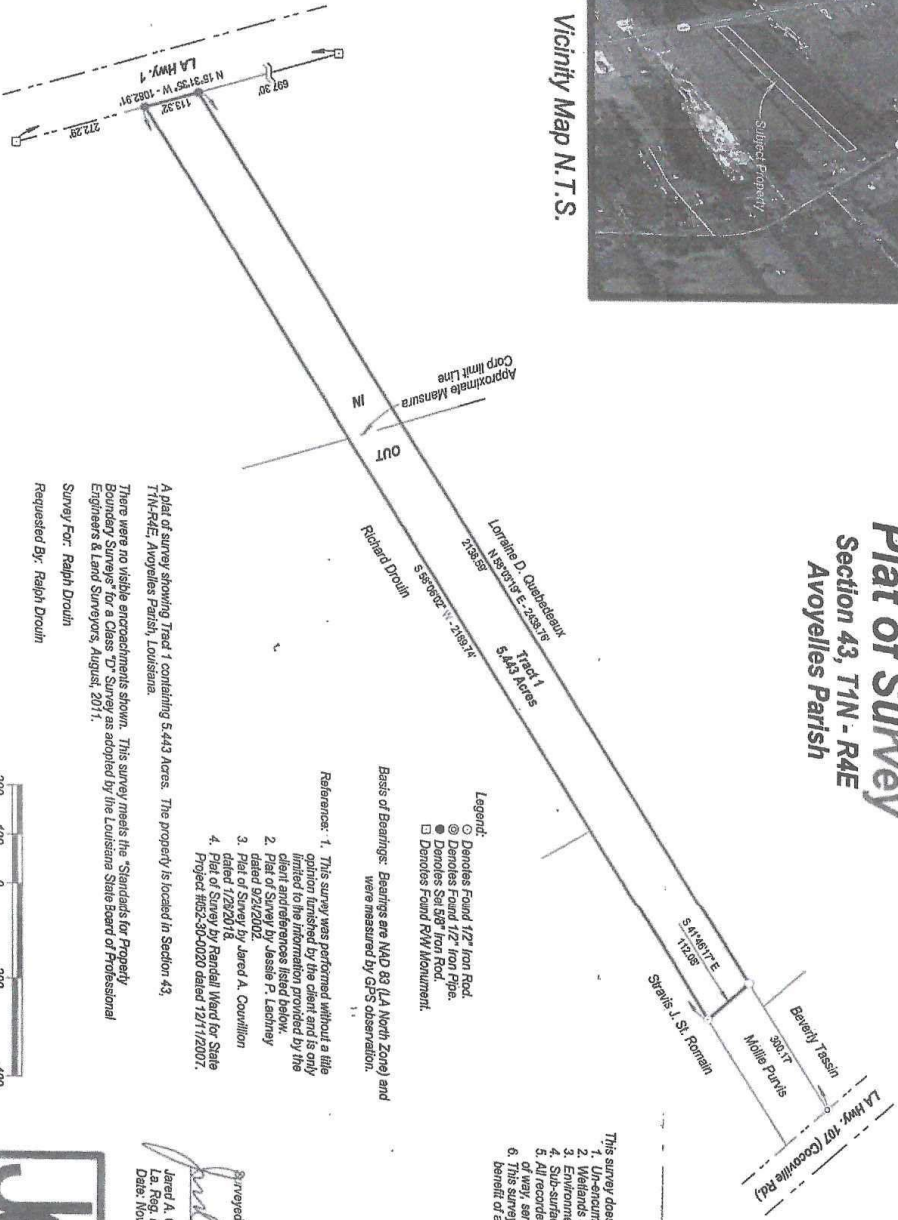 Plat of Survey
Section 43, T1N - R4E
Avoyelles Parish
Subject Property
Vicinity Map N.T.S.
LA Hwy. 1
N 15°31'35" W - 1082.91'
113.32'
697.30'
272.29'
Approximate Mansura
Corp limit Line
IN
OUT
Lorraine D. Quebedeaux
N 58°03'19" E - 2438.76'
2138.59'
Tract 1
5.443 Acres
S 56°06'02" W - 2189.74'
Richard Drouin
S 41°46'17" E
112.08'
Stravis J. St. Romain
Mollie Purvis
300.17'
Beverly Tassin
LA Hwy. 107 (Cocoville Rd.)
Legend:
Denotes Found 1/2" Iron Rod.
Denotes Found 1/2" Iron Pipe.
Denotes Set 5/8" Iron Rod.
Denotes Found R/W Monument.
Basis of Bearings: Bearings are NAD 83 (LA North Zone) and
were measured by GPS observation.
Reference: 1. This survey was performed without a title
opinion furnished by the client and is only
limited to the information provided by the
client and references listed below.
2. Plat of Survey by Jessie P. Lachney
dated 9/24/2002.
3. Plat of Survey by Jared A. Couvillion
dated 1/26/2018.
4. Plat of Survey by Randall Ward for State
Project #052-30-0020 dated 12/11/2007.
A plat of survey showing Tract 1 containing 5.443 Acres. The property is located in Section 43,
T1N-R4E, Avoyelles Parish, Louisiana.
There were no visible encroachments shown. This survey meets the "Standards for Property
Boundary Surveys" for a Class "D" Survey as adopted by the Louisiana State Board of Professional
Engineers & Land Surveyors, August, 2011.
Survey For: Ralph Drouin
Requested By: Ralph Drouin
This survey does
1. Un-encum
2. Wetlands
3. Environme
4. Sub-surfac
5. All recorde
of way, ser
6. This survey
benefit of a
Surveyed
Jared A.
La. Reg.
Date: No